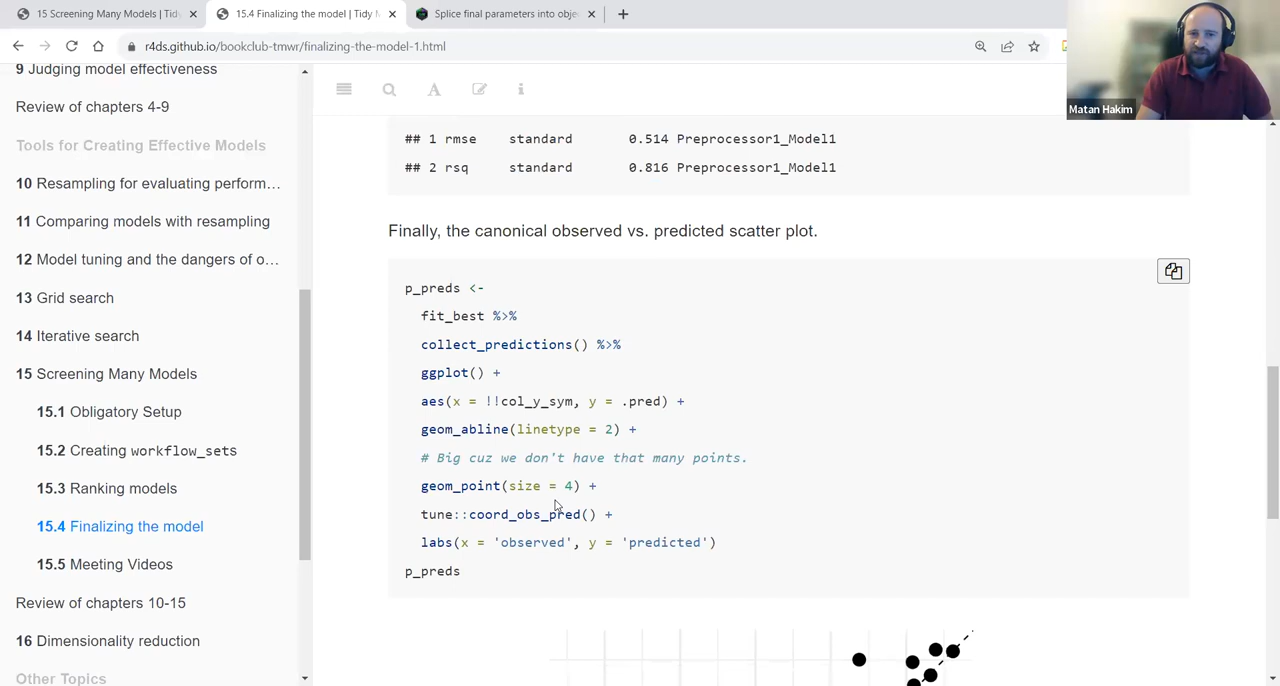 15 Screening Many Models | Tidy
15.4 Finalizing the model | Tidy M
Splice final parameters into obje
r4ds.github.io/bookclub-tmwr/finalizing-the-model-1.html
Matan Hakim
9 Judging model effectiveness
Review of chapters 4-9
Tools for Creating Effective Models
10 Resampling for evaluating perform…
11 Comparing models with resampling
12 Model tuning and the dangers of o…
13 Grid search
14 Iterative search
15 Screening Many Models
15.1 Obligatory Setup
15.2 Creating workflow_sets
15.3 Ranking models
15.4 Finalizing the model
15.5 Meeting Videos
Review of chapters 10-15
16 Dimensionality reduction
Other Topics
## 1 rmse    standard       0.514 Preprocessor1_Model1
## 2 rsq     standard       0.816 Preprocessor1_Model1
Finally, the canonical observed vs. predicted scatter plot.
p_preds <-
fit_best %>%
collect_predictions() %>%
ggplot() +
aes(x = !!col_y_sym, y = .pred) +
geom_abline(linetype = 2) +
# Big cuz we don't have that many points.
geom_point(size = 4) +
tune::coord_obs_pred() +
labs(x = 'observed', y = 'predicted')
p_preds